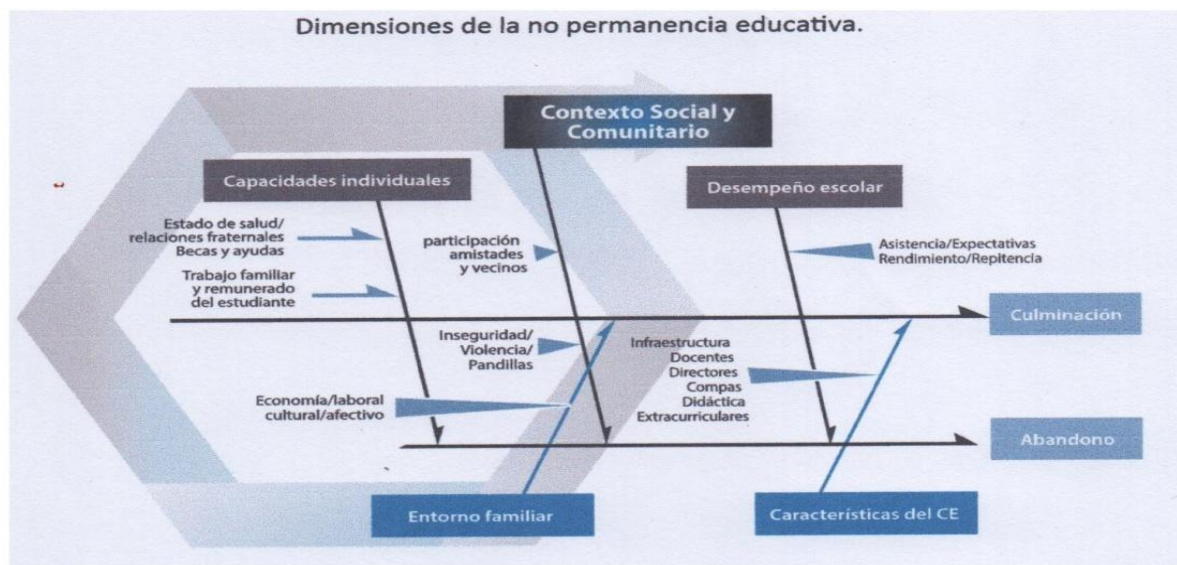 Dimensiones de la no permanencia educativa.
Contexto Social y
Comunitario
Capacidades individuales
Desempeño escolar
Estado de salud/
relaciones fraternales
Becas y ayudas
Trabajo familiar
y remunerado
del estudiante
participación
amistades
y vecinos
Asistencia/Expectativas
Rendimiento/Repitencia
Culminación
Inseguridad/
Violencia/
Pandillas
Infraestructura
Docentes
Directores
Compas
Didáctica
Extracurriculares
Economía/laboral
cultural/afectivo
Abandono
Entorno familiar
Características del CE